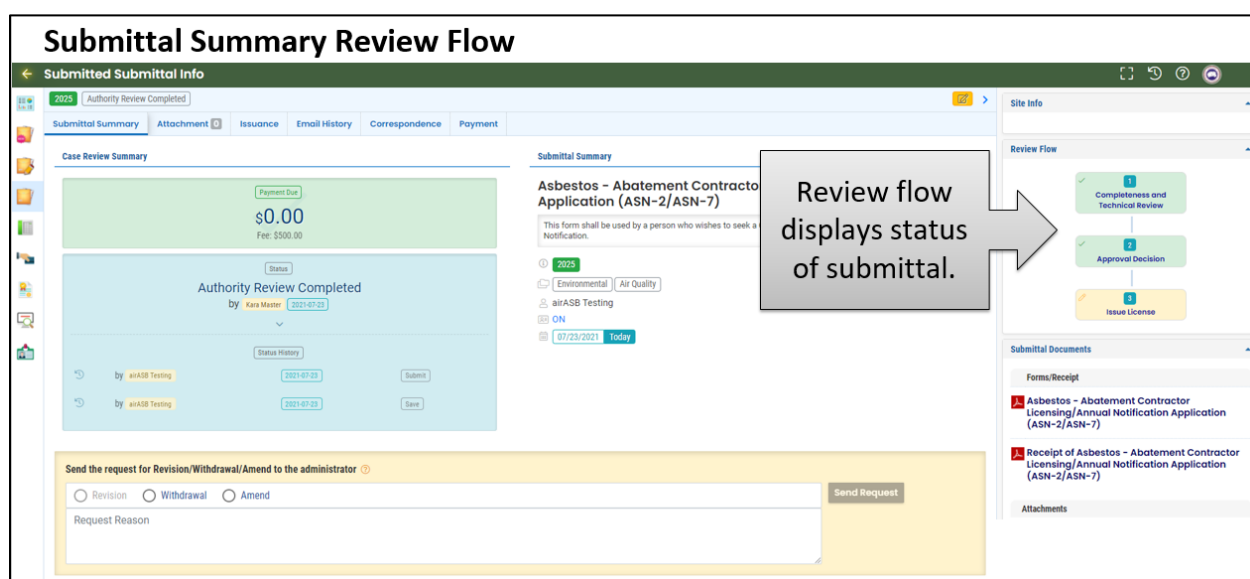 Submittal Summary Review Flow
Submitted Submittal Info
2025 Authority Review Completed
Submittal Summary Attachment 0 Issuance Email History Correspondence Payment
Case Review Summary
Payment Due
$0.00
Fee: $500.00
Status
Authority Review Completed
by Kara Master 2021-07-23
Status History
by airASB Testing 2021-07-23 Submit
by airASB Testing 2021-07-23 Save
Submittal Summary
Asbestos - Abatement Contracto
Application (ASN-2/ASN-7)
This form shall be used by a person who wishes to seek a
Notification.
2025
Environmental Air Quality
airASB Testing
ON
07/23/2021 Today
Review flow
displays status
of submittal.
Site Info
Review Flow
1
Completeness and
Technical Review
2
Approval Decision
3
Issue License
Submittal Documents
Forms/Receipt
Asbestos - Abatement Contractor
Licensing/Annual Notification Application
(ASN-2/ASN-7)
Receipt of Asbestos - Abatement Contractor
Licensing/Annual Notification Application
(ASN-2/ASN-7)
Attachments
Send the request for Revision/Withdrawal/Amend to the administrator
Revision Withdrawal Amend
Send Request
Request Reason